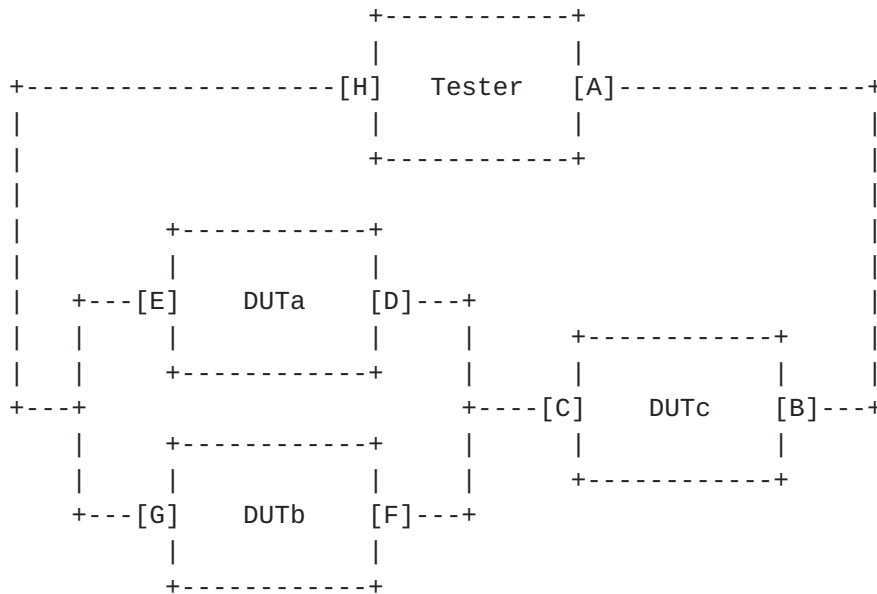 [H] Tester [A]
[E] DUTa [D]
[C] DUTc [B]
[G] DUTb [F]